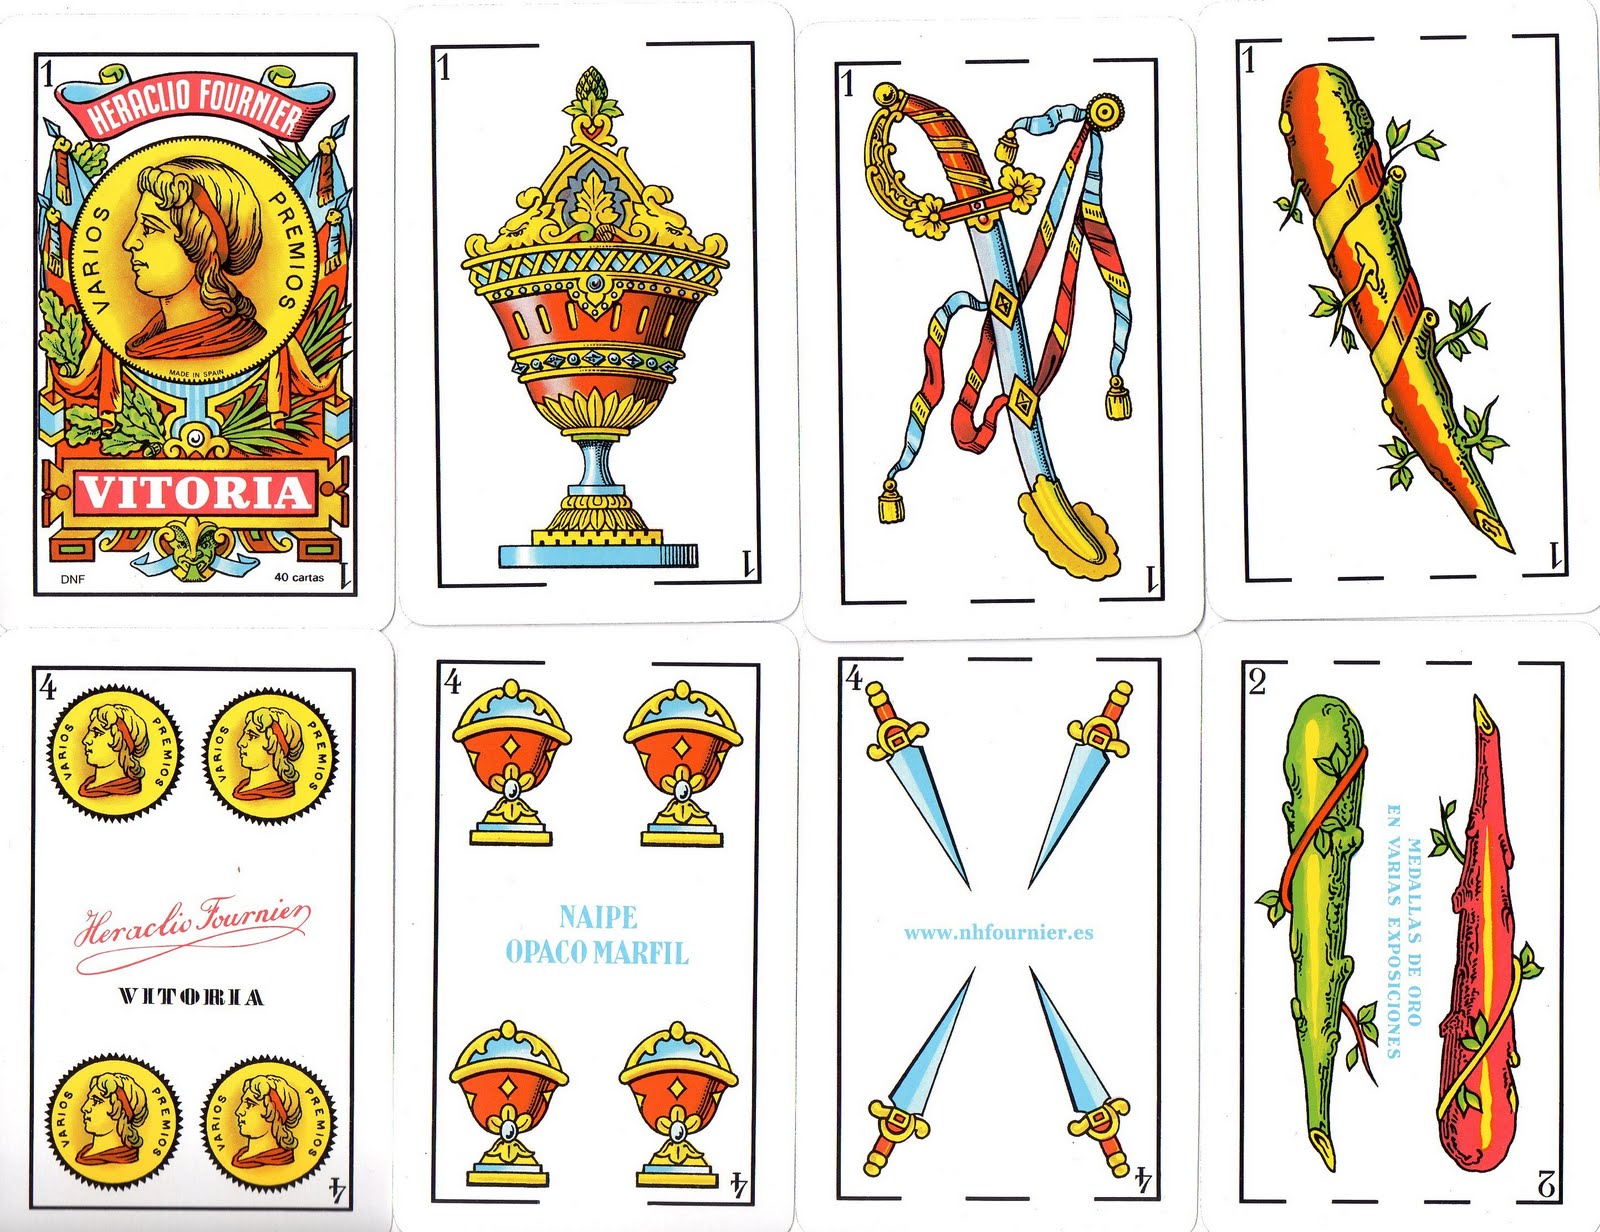 1
HERACLIO FOURNIER
VARIOS PREMIOS
MADE IN SPAIN
VITORIA
DNF
40 cartas
1
1
1
1
1
1
1
4
VARIOS PREMIOS
VARIOS PREMIOS
Heraclio Fournier
VITORIA
VARIOS PREMIOS
VARIOS PREMIOS
4
4
NAIPE
OPACO MARFIL
4
4
www.nhfournier.es
4
2
MEDALLAS DE ORO
EN VARIAS EXPOSICIONES
2